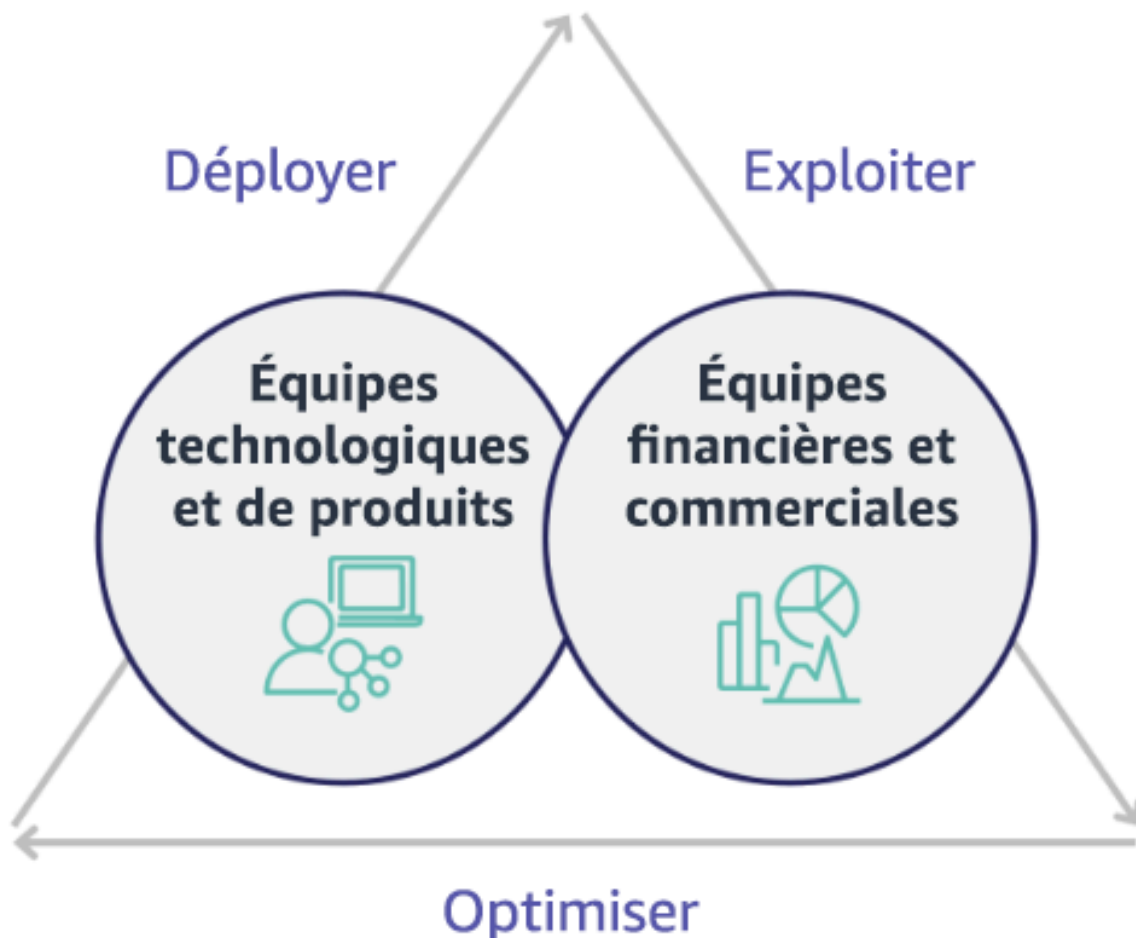 Déployer
Exploiter
Équipes
technologiques
et de produits
Équipes
financières et
commerciales
Optimiser